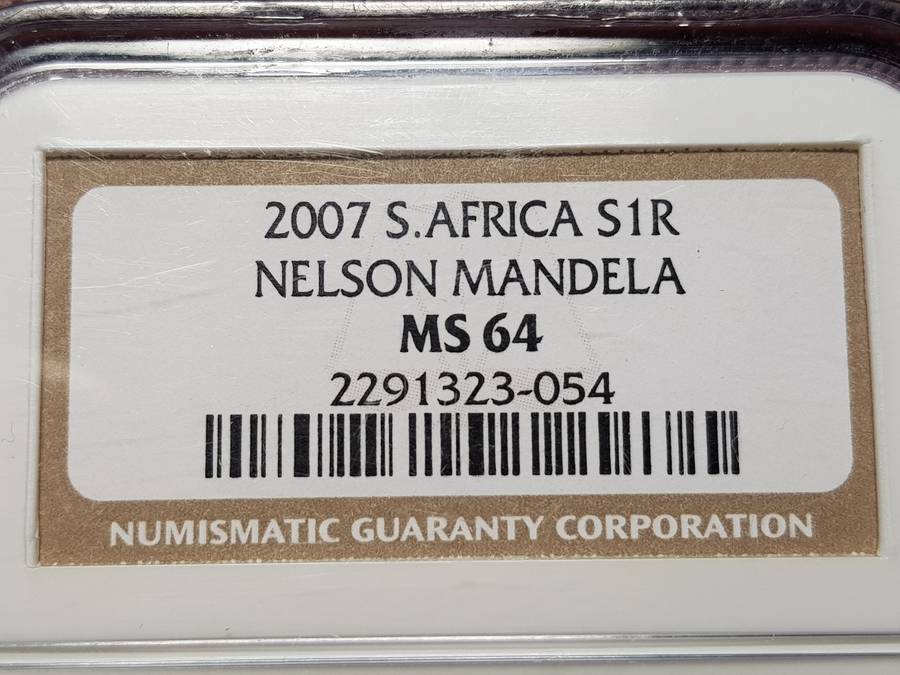 2007 S.AFRICA S1R
NELSON MANDELA
MS 64
2291323-054
NUMISMATIC GUARANTY CORPORATION